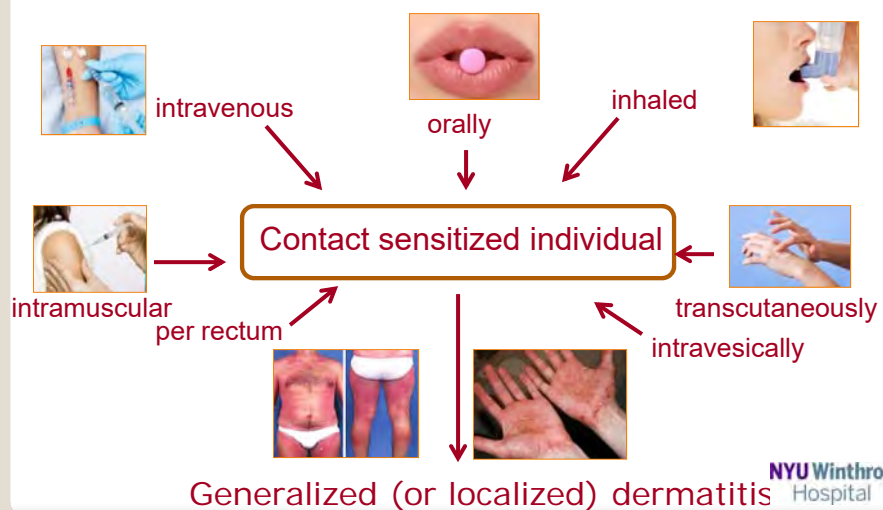 intravenous
orally
inhaled
Contact sensitized individual
intramuscular
per rectum
transcutaneously
intravesically
Generalized (or localized) dermatitis
NYU Winthro
Hospital